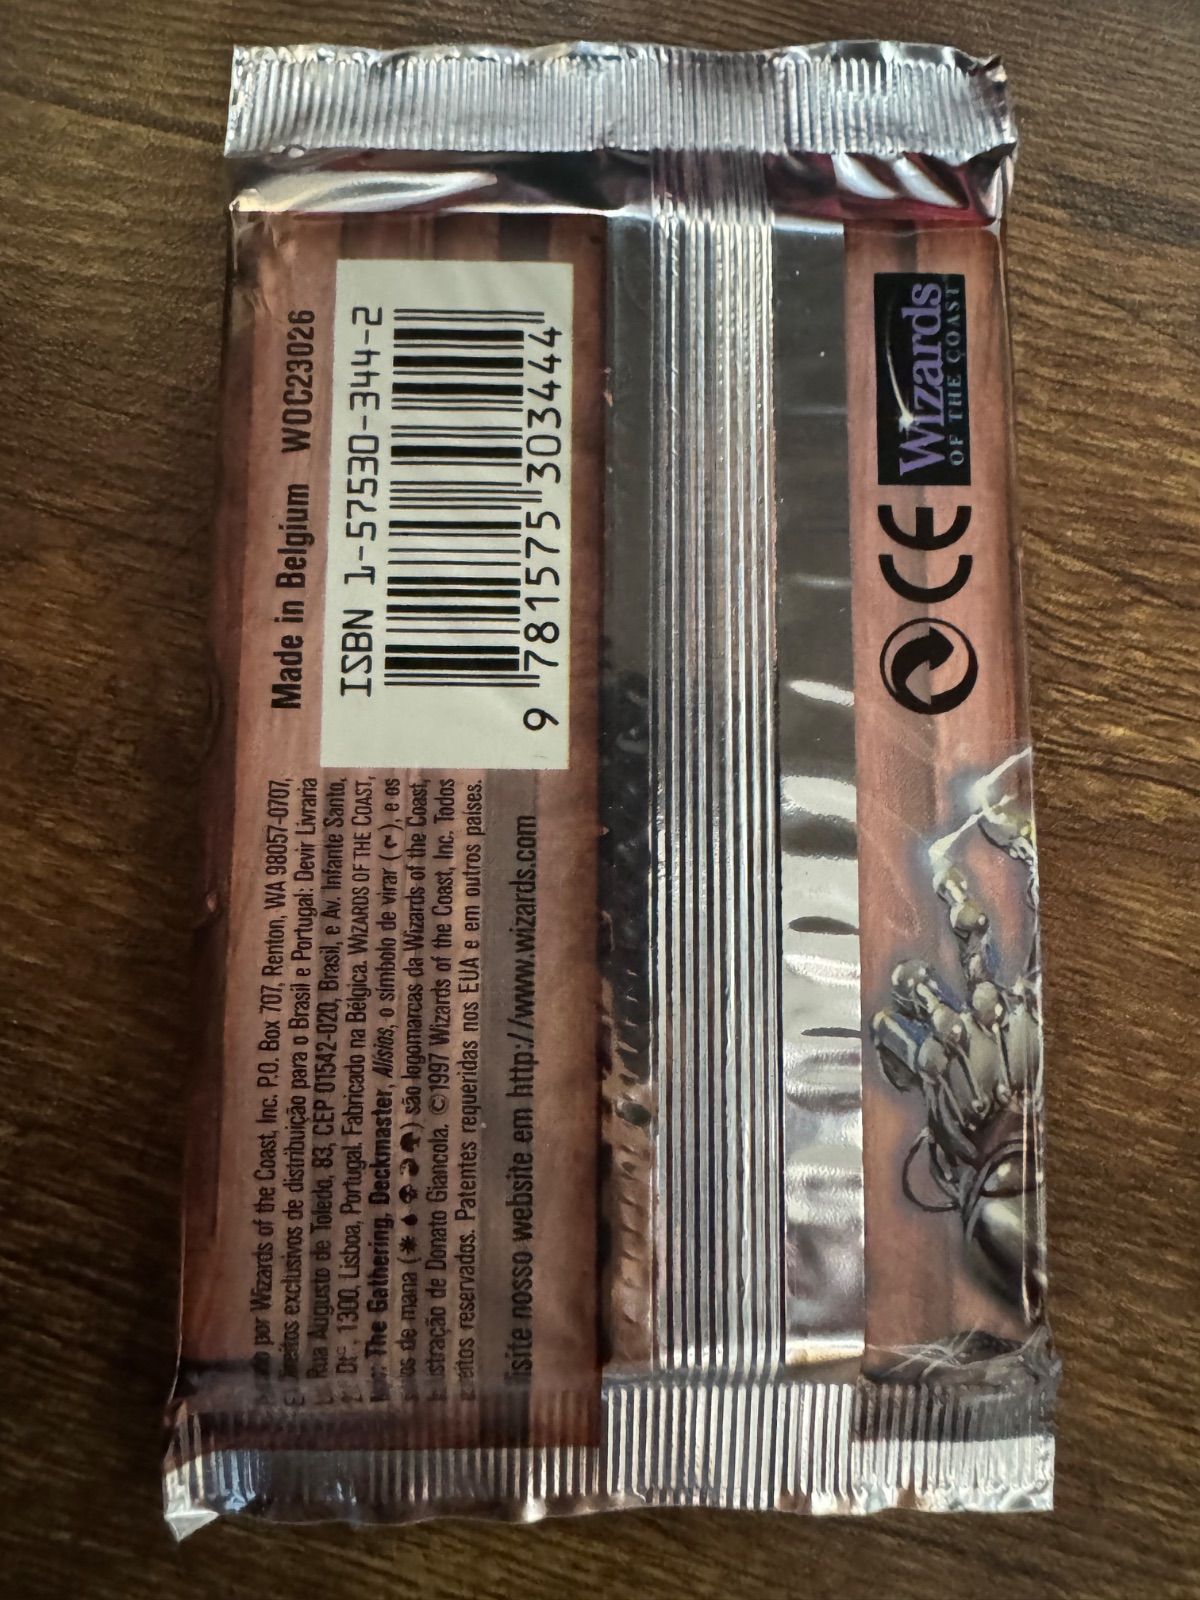 Made in Belgium WOC23026
ISBN 1-57530-344-2
9 781575 303444
por Wizards of the Coast, Inc. P.O. Box 707, Renton, WA 98057-0707,
exclusivos de distribuição para o Brasil e Portugal: Devir Livraria
Rua Augusto de Toledo, 83, CEP 01542-020, Brasil, e Av. Infante Santo,
1300, Lisboa, Portugal. Fabricado na Bélgica. WIZARDS OF THE COAST,
The Gathering, Deckmaster, Alísios, o símbolo de virar ( ), e os
de mana ( ) são logomarcas da Wizards of the Coast,
de Donato Giancola. ©1997 Wizards of the Coast, Inc. Todos
reservados. Patentes requeridas nos EUA e em outros países.
nosso website em http://www.wizards.com
Wizards
OF THE COAST
CE